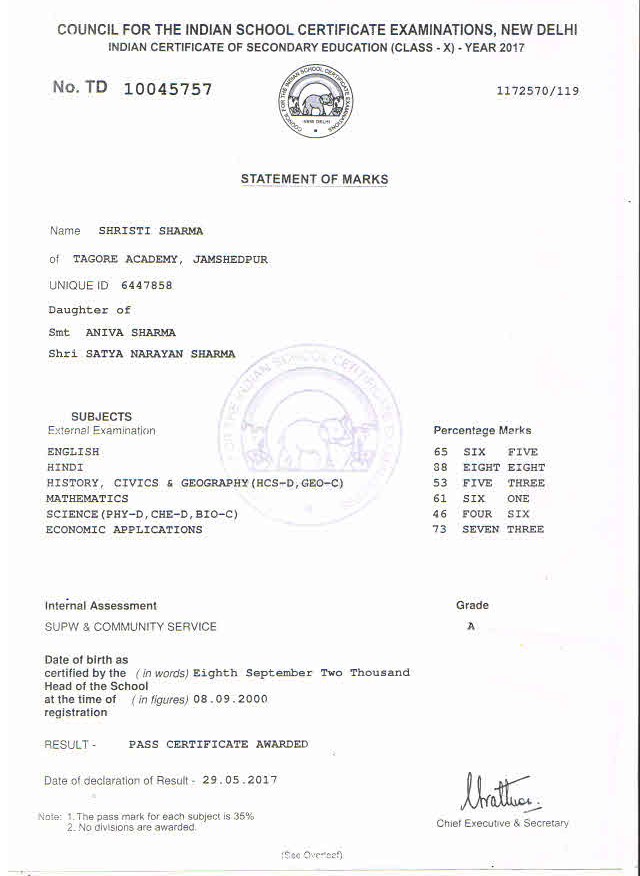 COUNCIL FOR THE INDIAN SCHOOL CERTIFICATE EXAMINATIONS, NEW DELHI
INDIAN CERTIFICATE OF SECONDARY EDUCATION (CLASS - X) - YEAR 2017
No. TD 10045757
1172570/119
COUNCIL FOR THE INDIAN SCHOOL CERTIFICATE EXAMINATIONS
NEW DELHI
STATEMENT OF MARKS
Name SHRISTI SHARMA
of TAGORE ACADEMY, JAMSHEDPUR
UNIQUE ID 6447858
Daughter of
Smt ANIVA SHARMA
Shri SATYA NARAYAN SHARMA
FOR THE INDIAN SCHOOL CERTIFICATE
SUBJECTS
External Examination Percentage Marks
ENGLISH 65 SIX FIVE
HINDI 88 EIGHT EIGHT
HISTORY, CIVICS & GEOGRAPHY(HCS-D,GEO-C) 53 FIVE THREE
MATHEMATICS 61 SIX ONE
SCIENCE(PHY-D,CHE-D,BIO-C) 46 FOUR SIX
ECONOMIC APPLICATIONS 73 SEVEN THREE
Internal Assessment Grade
SUPW & COMMUNITY SERVICE A
Date of birth as
certified by the (in words) Eighth September Two Thousand
Head of the School
at the time of (in figures) 08.09.2000
registration
RESULT - PASS CERTIFICATE AWARDED
Date of declaration of Result - 29.05.2017
Note: 1. The pass mark for each subject is 35%
2. No divisions are awarded.
Chief Executive & Secretary
(See Overleaf)